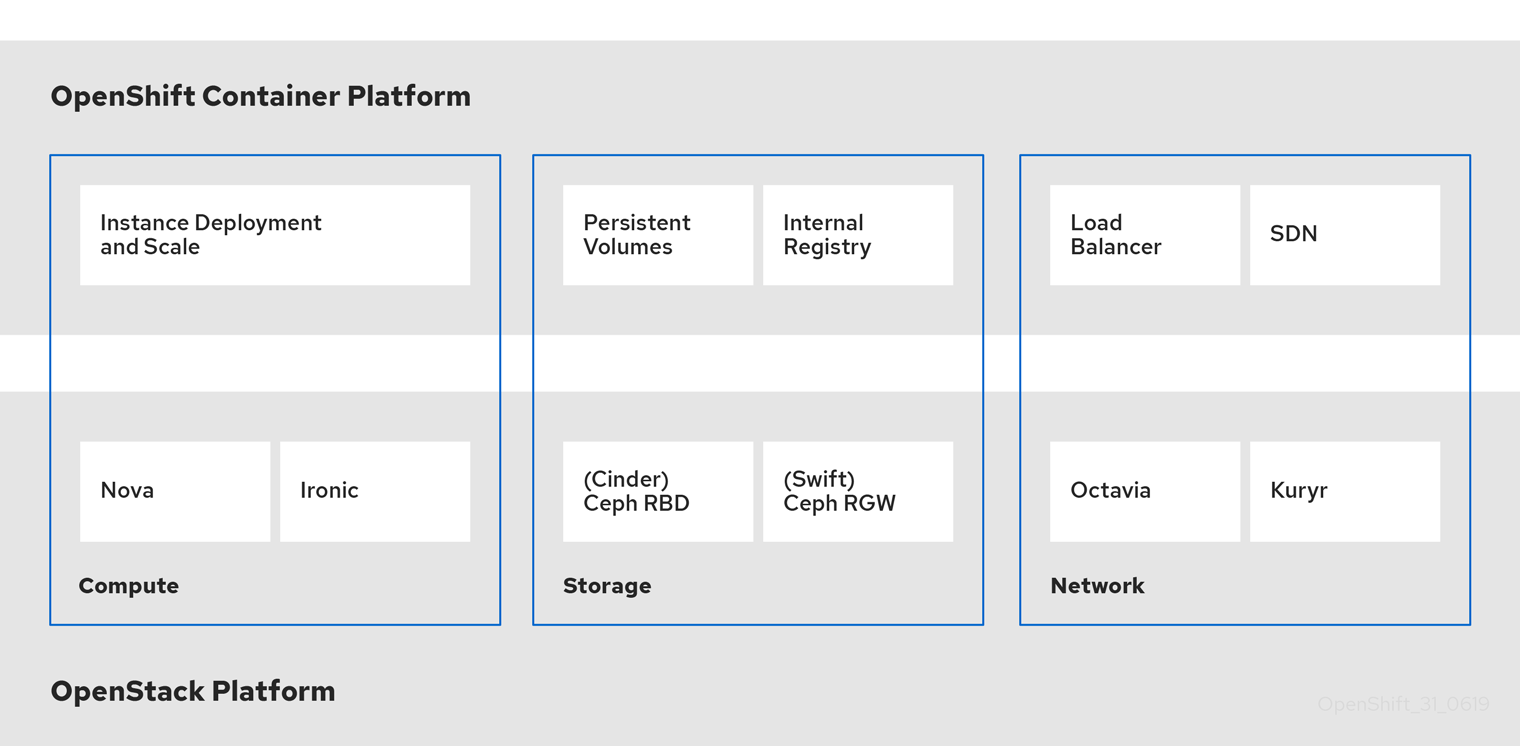 OpenShift Container Platform
Instance Deployment
and Scale
Persistent
Volumes
Internal
Registry
Load
Balancer
SDN
Nova
Ironic
(Cinder)
Ceph RBD
(Swift)
Ceph RGW
Octavia
Kuryr
Compute
Storage
Network
OpenStack Platform
OpenShift_31_0619